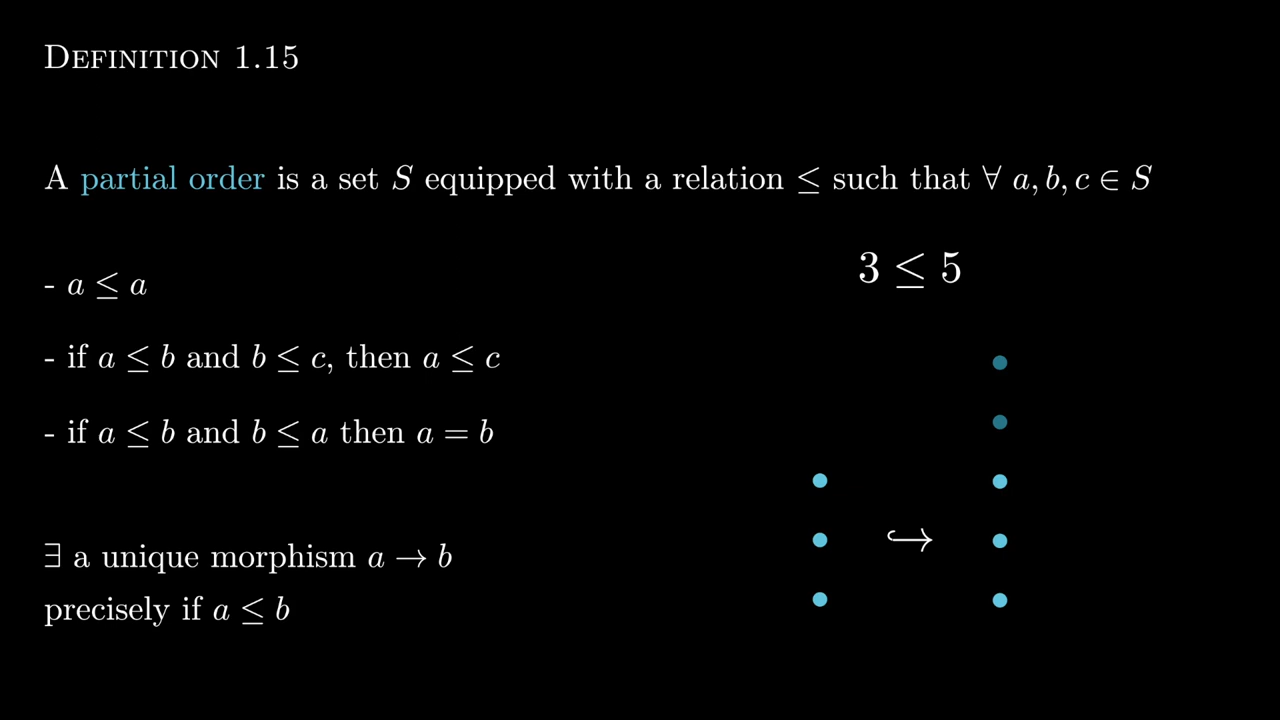 Definition 1.15
A partial order is a set S equipped with a relation ≤ such that ∀ a, b, c ∈ S
- a ≤ a
- if a ≤ b and b ≤ c, then a ≤ c
- if a ≤ b and b ≤ a then a = b
∃ a unique morphism a → b
precisely if a ≤ b
3 ≤ 5
↪